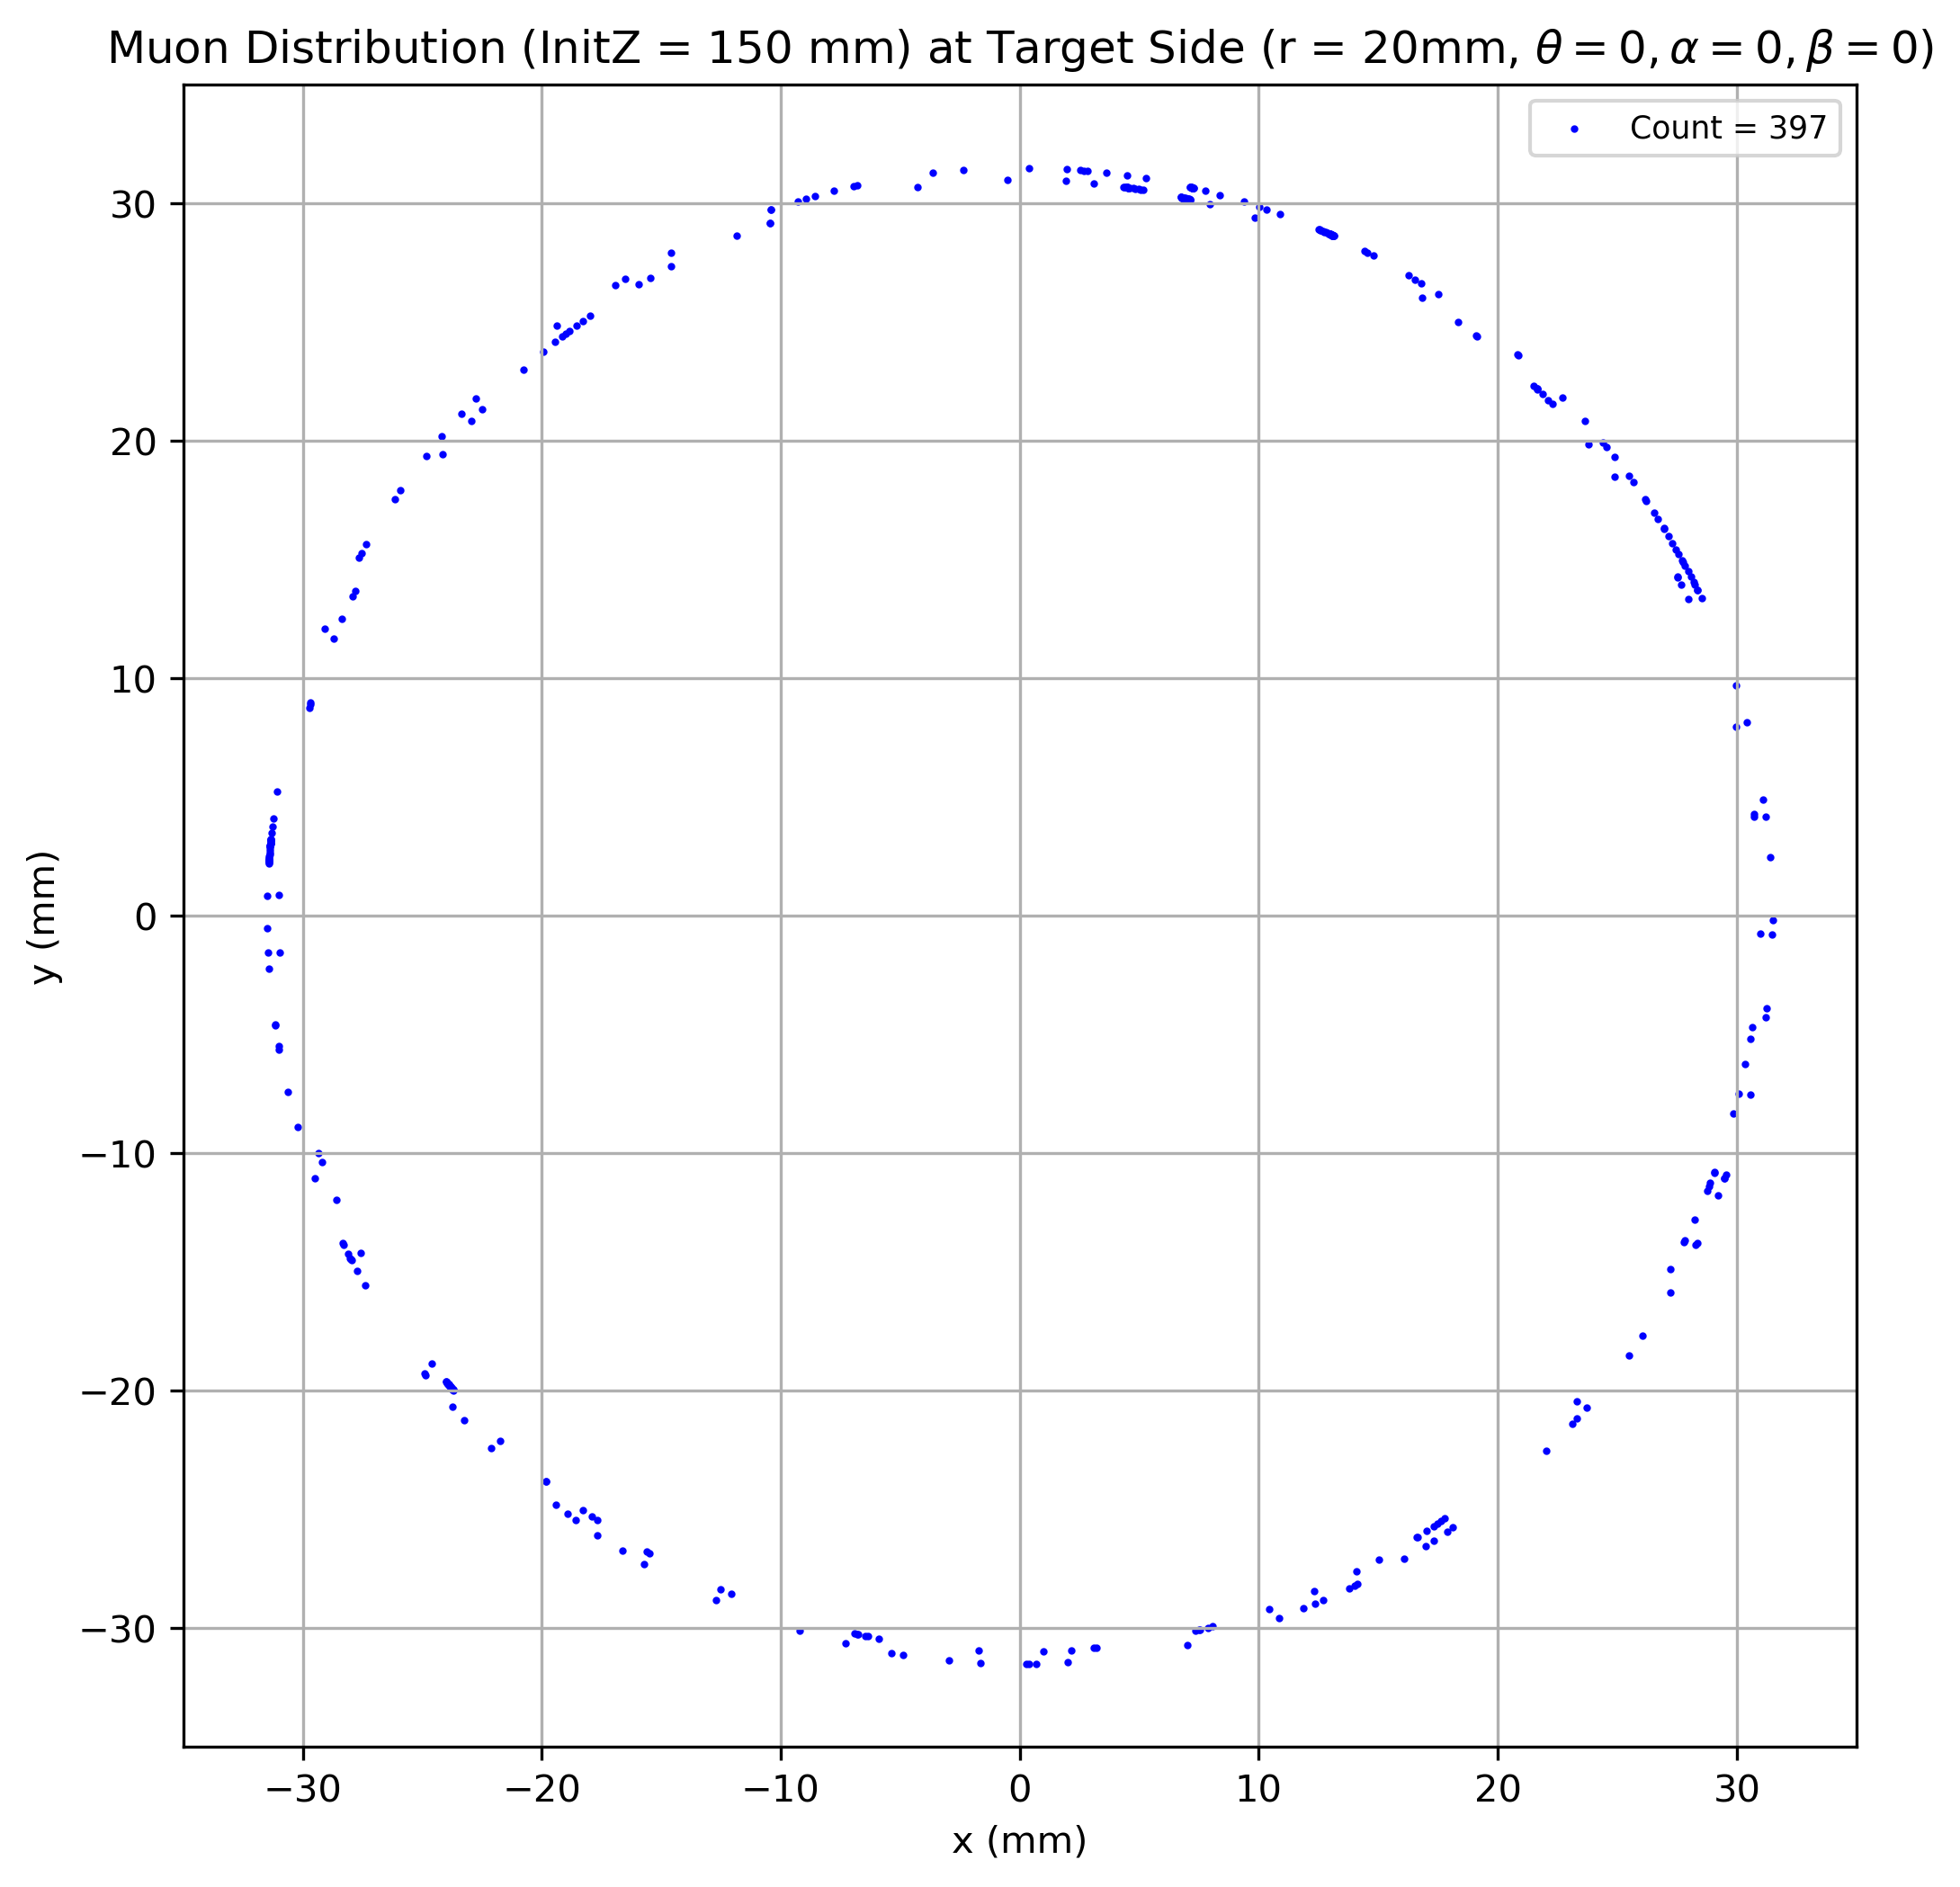 Muon Distribution (InitZ = 150 mm) at Target Side (r = 20mm, θ = 0, α = 0, β = 0)
Count = 397
30
20
10
0
−10
−20
−30
y (mm)
−30 −20 −10 0 10 20 30
x (mm)